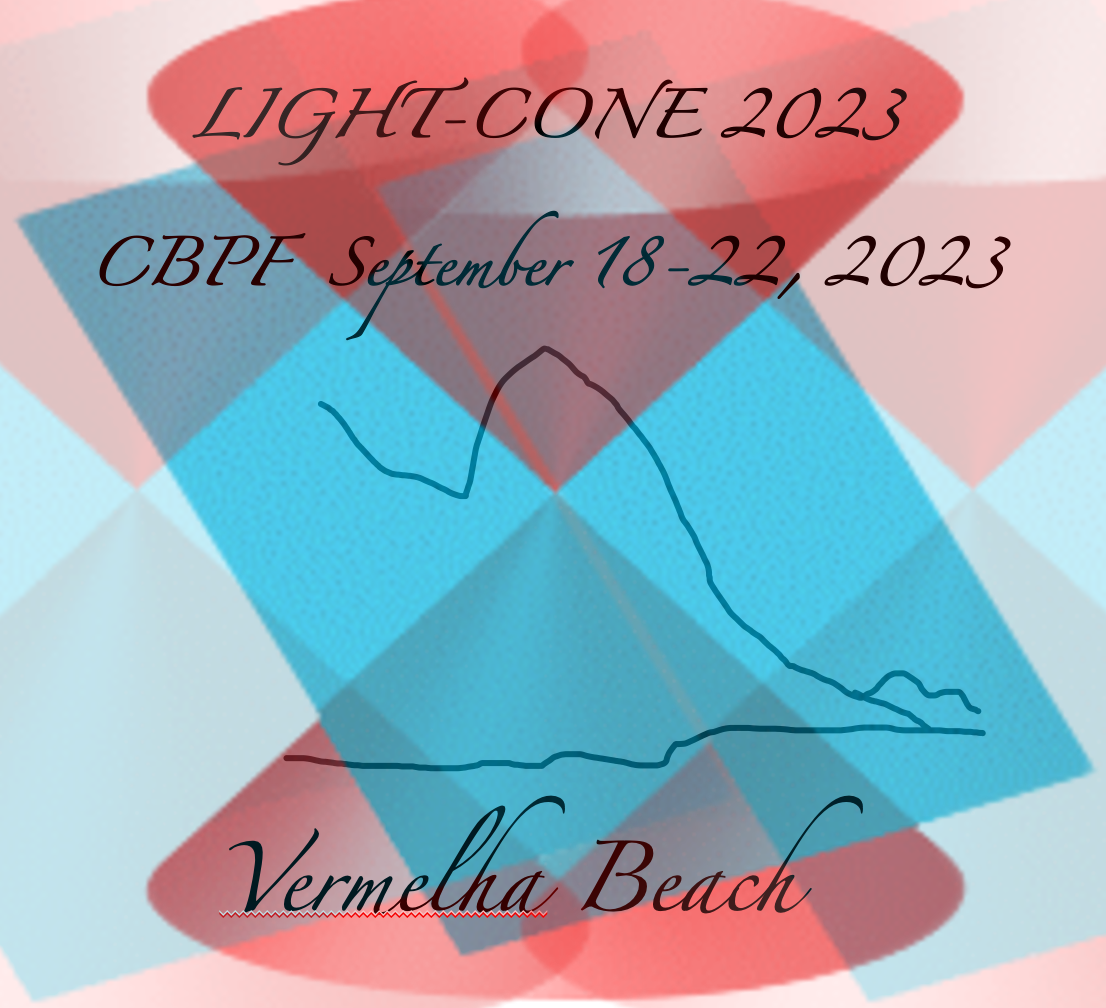 LIGHT-CONE 2023
CBPF September 18-22, 2023
Vermelha Beach